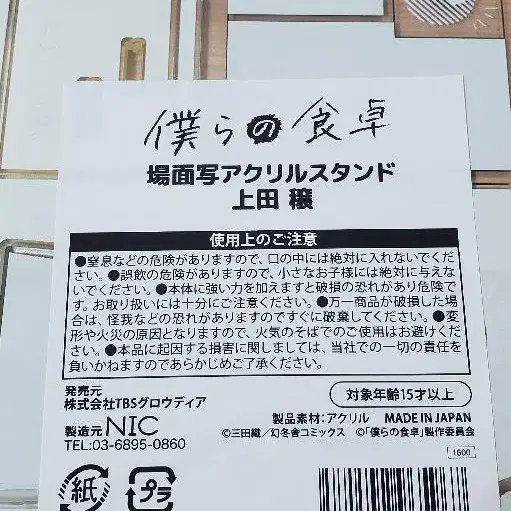 僕らの食卓
場面写アクリルスタンド
上田 穣
使用上のご注意
●窒息などの危険がありますので、口の中には絶対に入れないでくだ
さい。●誤飲の危険がありますので、小さなお子様には絶対に与えな
いでください。●本体に強い力を加えますと破損の恐れがあり危険で
す。お取り扱いには十分にご注意ください。●万一商品が破損した場
合は、怪我などの恐れがありますのですぐに破棄してください。●変
形や火災の原因となりますので、火気のそばでのご使用はお避けくだ
さい。●本品に起因する損害に関しましては、当社での一切の責任を
負いかねますのであらかじめご了承ください。
発売元
株式会社TBSグロウディア
対象年齢15才以上
製造元 NIC
製品素材：アクリル MADE IN JAPAN
TEL:03-6895-0860
©三田織／幻冬舎コミックス ©「僕らの食卓」製作委員会
1600
紙
プラ